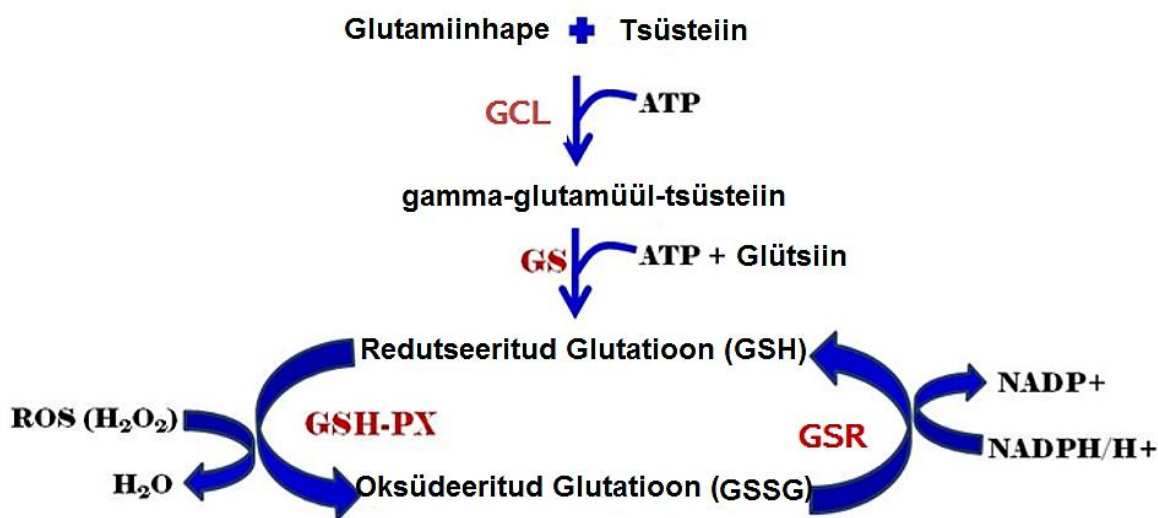 Glutamiinhape + Tsüsteiin
GCL ATP
gamma-glutamüül-tsüsteiin
GS ATP + Glütsiin
Redutseeritud Glutatioon (GSH)
NADP+
ROS (H₂O₂) GSH-PX GSR NADPH/H+
H₂O
Oksüdeeritud Glutatioon (GSSG)